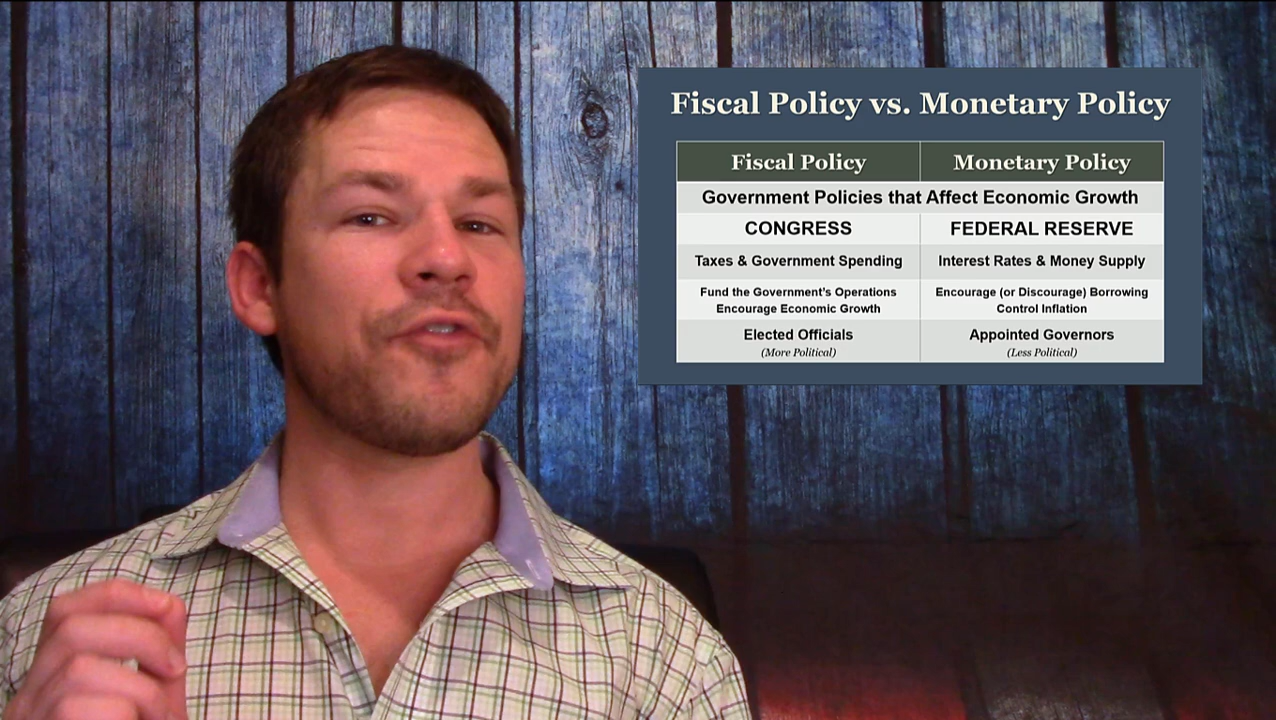 Fiscal Policy vs. Monetary Policy
Fiscal Policy Monetary Policy
Government Policies that Affect Economic Growth
CONGRESS FEDERAL RESERVE
Taxes & Government Spending Interest Rates & Money Supply
Fund the Government's Operations Encourage (or Discourage) Borrowing
Encourage Economic Growth Control Inflation
Elected Officials Appointed Governors
(More Political) (Less Political)